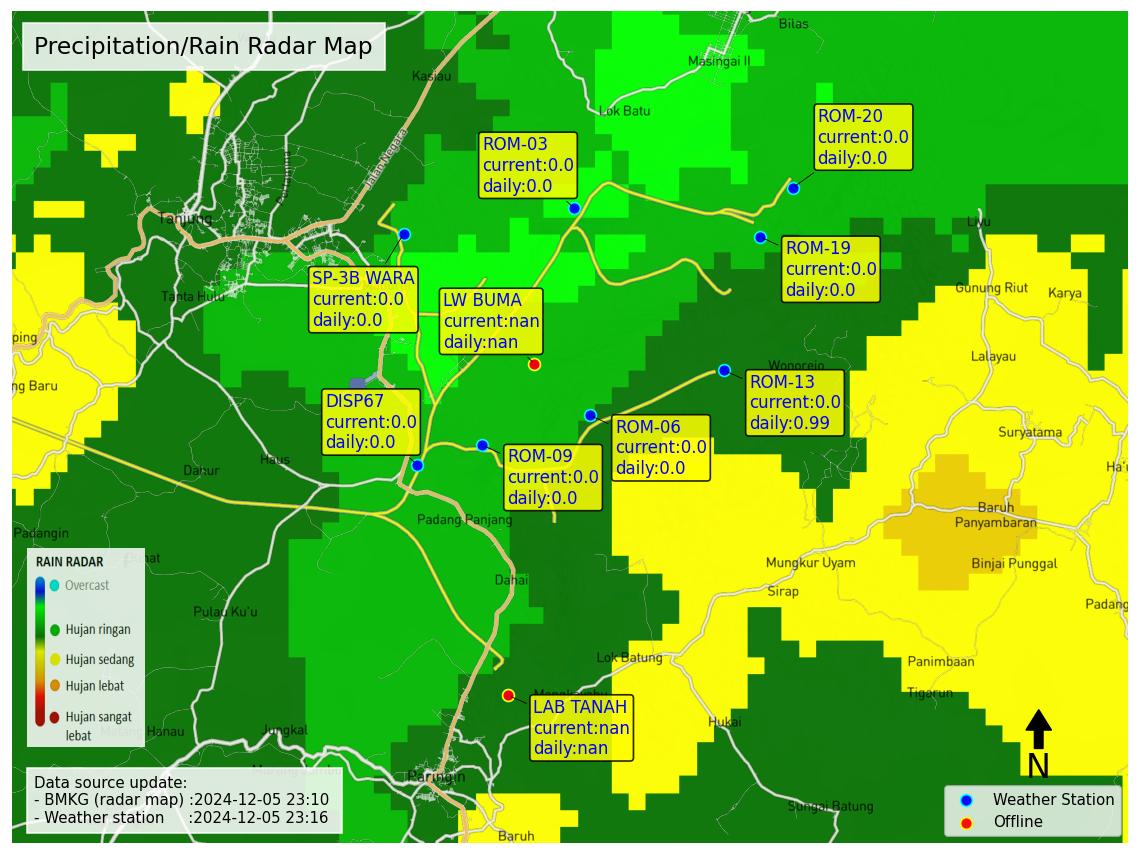 Precipitation/Rain Radar Map
Bilas
Masingai II
Kasiau
Lok Batu
Jalan Negara
ROM-20
current:0.0
daily:0.0
ROM-03
current:0.0
daily:0.0
Tanjung
Liyu
ROM-19
current:0.0
daily:0.0
SP-3B WARA
current:0.0
daily:0.0
LW BUMA
current:nan
daily:nan
Tanta Hulu
Gunung Riut
Karya
ping
Lalayau
Wonorejo
ng Baru
ROM-13
current:0.0
daily:0.99
DISP67
current:0.0
daily:0.0
ROM-06
current:0.0
daily:0.0
Suryatama
ROM-09
current:0.0
daily:0.0
Haus
Dahur
Ha'u
Baruh
Panyambaran
Padang Panjang
Padangin
Mungkur Uyam
Binjai Punggal
Dahai
Sirap
Padang
Pulau Ku'u
RAIN RADAR
Overcast
Hujan ringan
Hujan sedang
Hujan lebat
Hujan sangat
lebat
Lok Batung
Panimbaan
Tigarun
LAB TANAH
current:nan
daily:nan
Hukai
Jungkal
Paringin
Sungai Batung
Baruh
N
Data source update:
- BMKG (radar map) :2024-12-05 23:10
- Weather station :2024-12-05 23:16
Weather Station
Offline